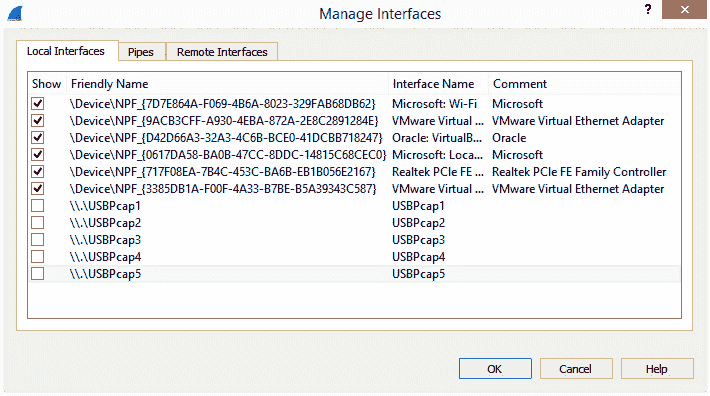 Manage Interfaces
? ×
Local Interfaces Pipes Remote Interfaces
Show Friendly Name Interface Name Comment
\Device\NPF_{7D7E864A-F069-4B6A-8023-329FAB68DB62} Microsoft: Wi-Fi Microsoft
\Device\NPF_{9ACB3CFF-A930-4EBA-872A-2E8C2891284E} VMware Virtual ... VMware Virtual Ethernet Adapter
\Device\NPF_{D42D66A3-32A3-4C6B-BCE0-41DCBB718247} Oracle: VirtualB... Oracle
\Device\NPF_{0617DA58-BA0B-47CC-8DDC-14815C68CEC0} Microsoft: Loca... Microsoft
\Device\NPF_{717F08EA-7B4C-453C-BA6B-EB1B056E2167} Realtek PCIe FE ... Realtek PCIe FE Family Controller
\Device\NPF_{3385DB1A-F00F-4A33-B7BE-B5A39343C587} VMware Virtual ... VMware Virtual Ethernet Adapter
\\.\USBPcap1 USBPcap1
\\.\USBPcap2 USBPcap2
\\.\USBPcap3 USBPcap3
\\.\USBPcap4 USBPcap4
\\.\USBPcap5 USBPcap5
OK Cancel Help